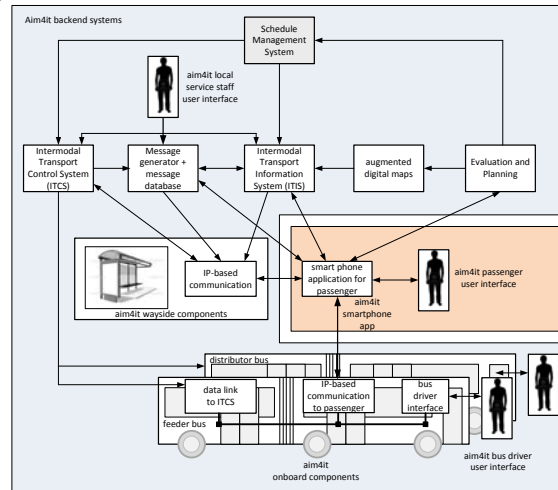 Aim4it backend systems
Schedule
Management
System
aim4it local
service staff
user interface
Intermodal
Transport
Control System
(ITCS)
Message
generator +
message
database
Intermodal
Transport
Information
System (ITIS)
augmented
digital maps
Evaluation and
Planning
IP-based
communication
aim4it wayside components
smart phone
application for
passenger
aim4it
smartphone
app
aim4it passenger
user interface
distributor bus
data link
to ITCS
IP-based
communication
to passenger
bus
driver
interface
feeder bus
aim4it
onboard components
aim4it bus driver
user interface